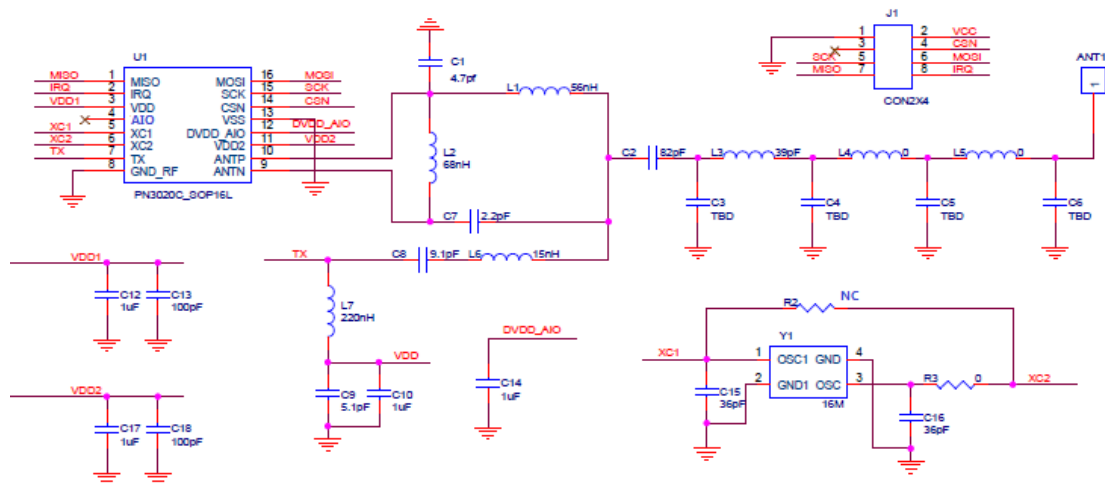 J1
1 2 VCC
3 4 CSN
SCK 5 6 MOSI
MISO 7 8 IRQ
CON2X4
ANT1
1
U1
MISO 1 MISO MOSI 16 MOSI
IRQ 2 IRQ SCK 15 SCK
VDD1 3 VDD CSN 14 CSN
4 AIO VSS 13
XC1 5 XC1 DVDD_AIO 12 DVDD_AIO
XC2 6 XC2 VDD2 11 VDD2
TX 7 TX ANTP 10
8 GND_RF ANTN 9
PN3020C_SOP16L
C1
4.7pf
L1 56nH
L2
68nH
C7 2.2pF
C2 82pF L3 39pF L4 0 L5 0
C3
TBD
C4
TBD
C5
TBD
C6
TBD
TX C8 9.1pF L6 15nH
L7
220nH
VDD
C9
5.1pF
C10
1uF
VDD1
C12
1uF
C13
100pF
VDD2
C17
1uF
C18
100pF
DVDD_AIO
C14
1uF
R2 NC
XC1
Y1
1 OSC1 GND 4
2 GND1 OSC 3
16M
R3 0 XC2
C15
36pF
C16
36pF